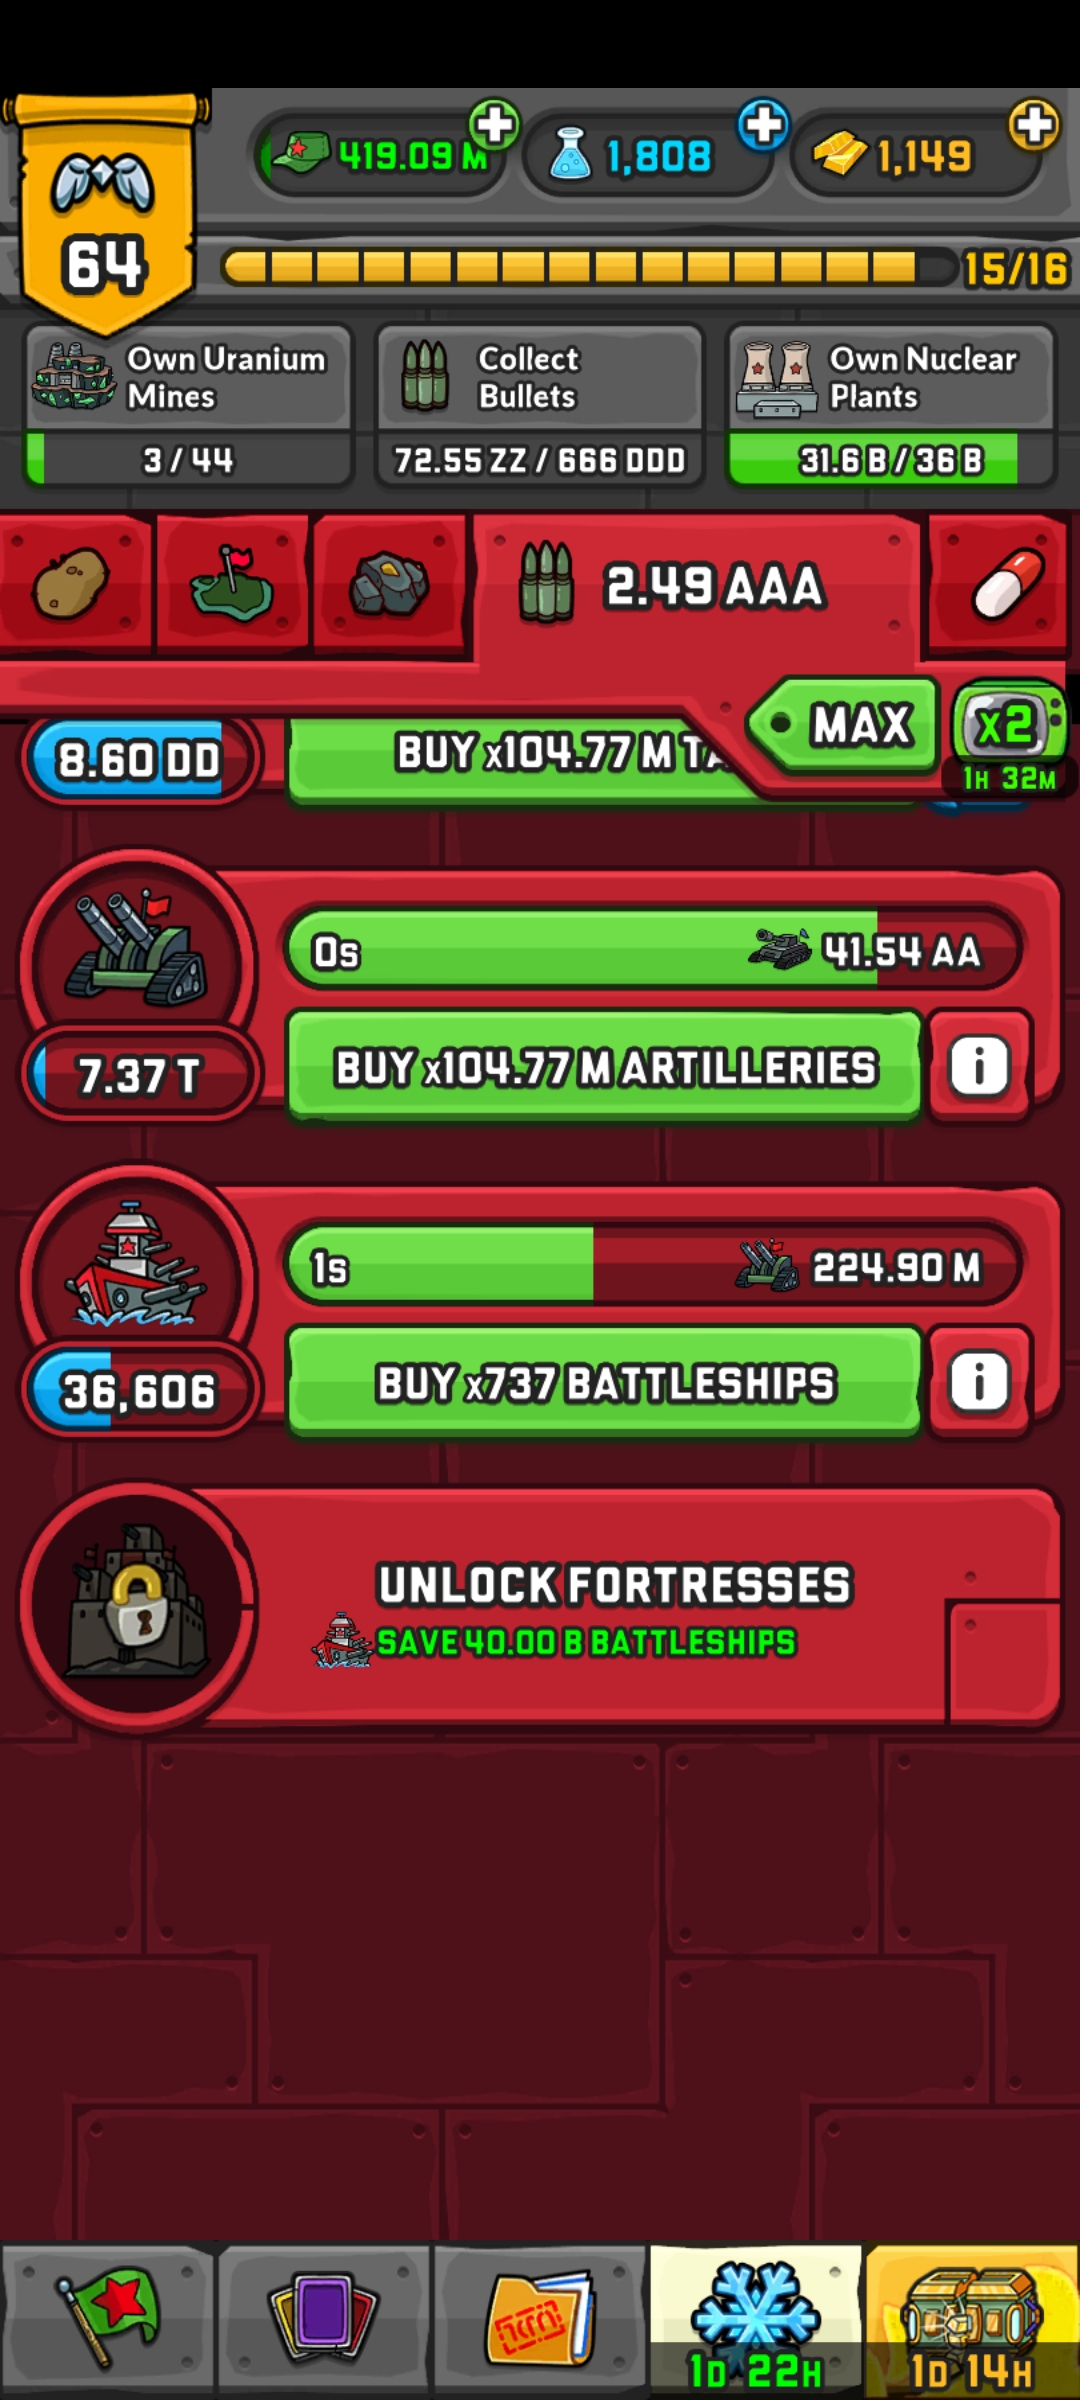 64
419.09 M
1,808
1,149
15/16
Own Uranium
Mines
3 / 44
Collect
Bullets
72.55 ZZ / 666 DDD
Own Nuclear
Plants
31.6 B / 36 B
2.49 AAA
MAX
x2
1H 32M
8.60 DD
BUY x104.77 M
0s
41.54 AA
7.37 T
BUY x104.77 M ARTILLERIES
i
1s
224.90 M
36,606
BUY x737 BATTLESHIPS
i
UNLOCK FORTRESSES
SAVE 40.00 B BATTLESHIPS
1D 22H
1D 14H